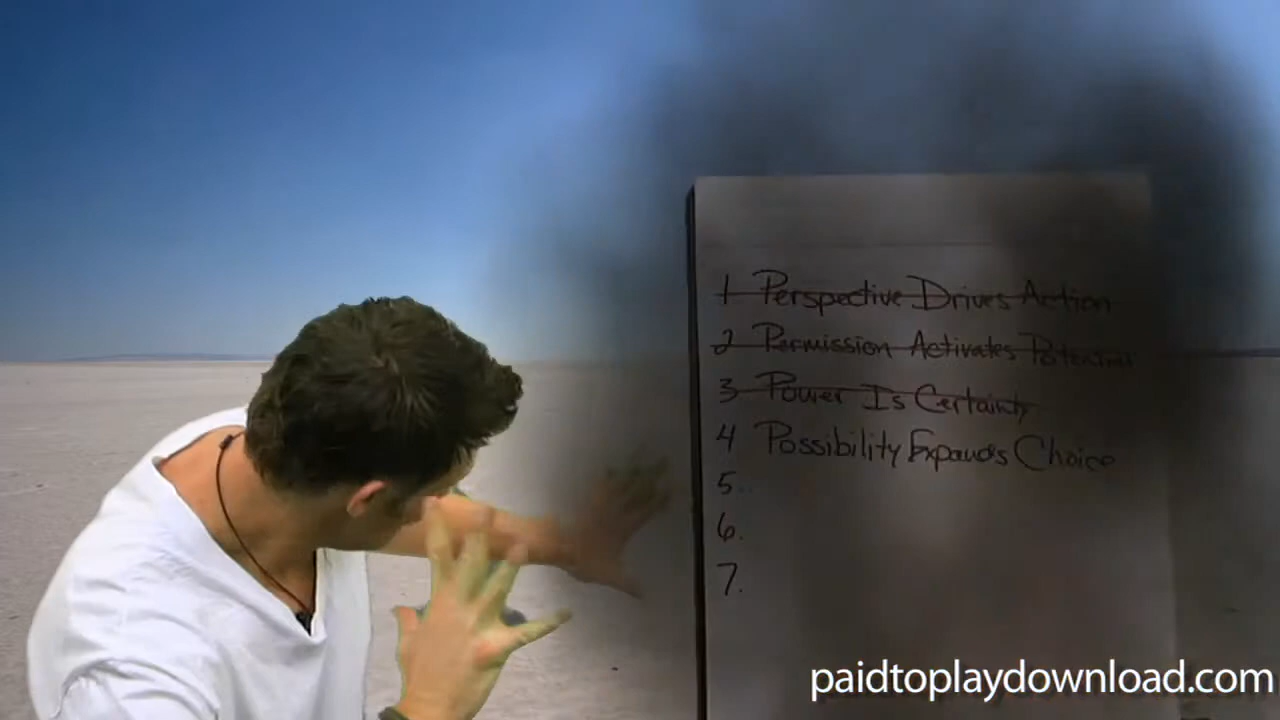 1 Perspective Drives Action
2 Permission Activates Potential
3 Power Is Certainty
4 Possibility Expands Choice
5.
6.
7.
paidtoplaydownload.com